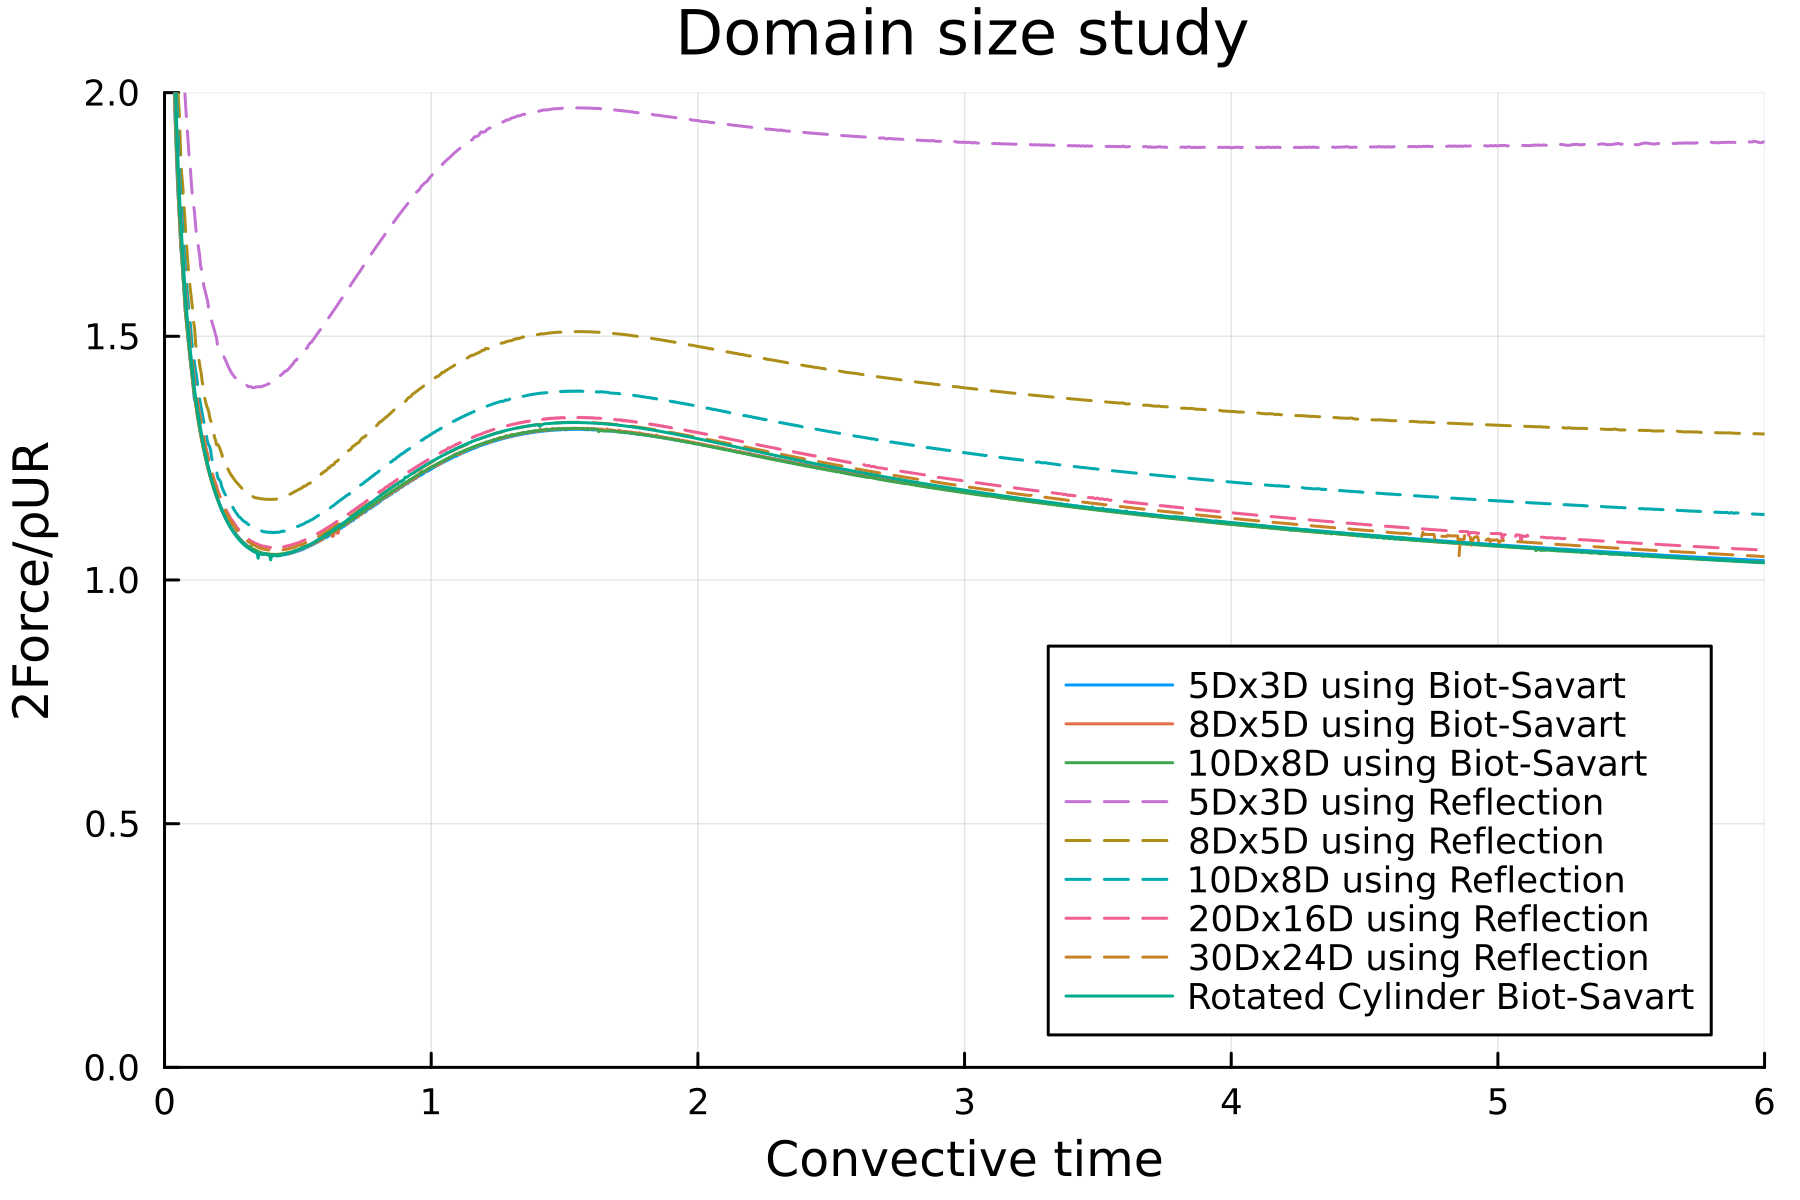 Domain size study
2.0
1.5
1.0
0.5
0.0
2Force/ρUR
5Dx3D using Biot-Savart
8Dx5D using Biot-Savart
10Dx8D using Biot-Savart
5Dx3D using Reflection
8Dx5D using Reflection
10Dx8D using Reflection
20Dx16D using Reflection
30Dx24D using Reflection
Rotated Cylinder Biot-Savart
0 1 2 3 4 5 6
Convective time